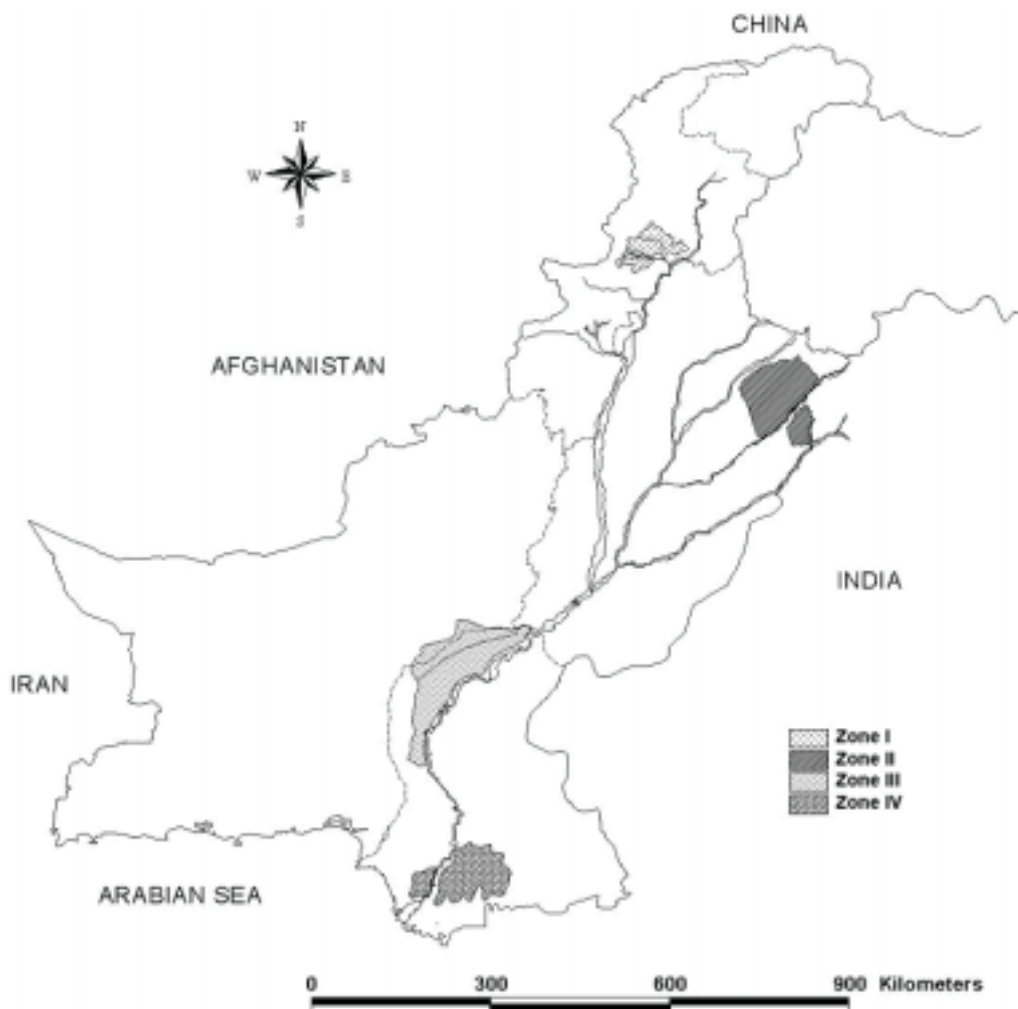 CHINA
N
W E
S
AFGHANISTAN
INDIA
IRAN
Zone I
Zone II
Zone III
Zone IV
ARABIAN SEA
0 300 600 900 Kilometers